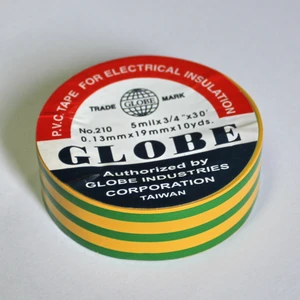 P.V.C. TAPE FOR ELECTRICAL INSULATION
TRADE GLOBE MARK
No.210 5mil x 3/4" x 30'
0.13mm x 19mm x 10yds.
GLOBE
Authorized by
GLOBE INDUSTRIES
CORPORATION
TAIWAN